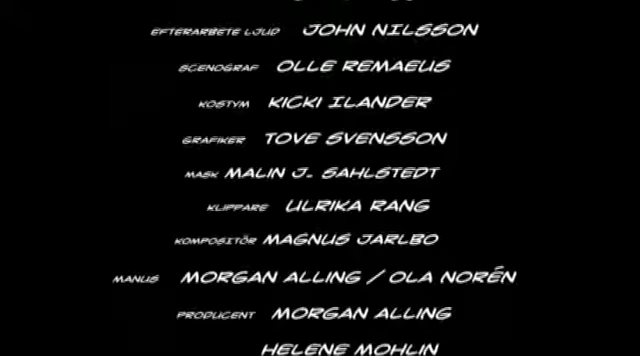 EFTERARBETE LJUD JOHN NILSSON
SCENOGRAF OLLE REMAEUS
KOSTYM KICKI ILANDER
GRAFIKER TOVE SVENSSON
MASK MALIN J. SAHLSTEDT
KLIPPARE ULRIKA RANG
KOMPOSITÖR MAGNUS JARLBO
MANUS MORGAN ALLING / OLA NORÉN
PRODUCENT MORGAN ALLING
HELENE MOHLIN